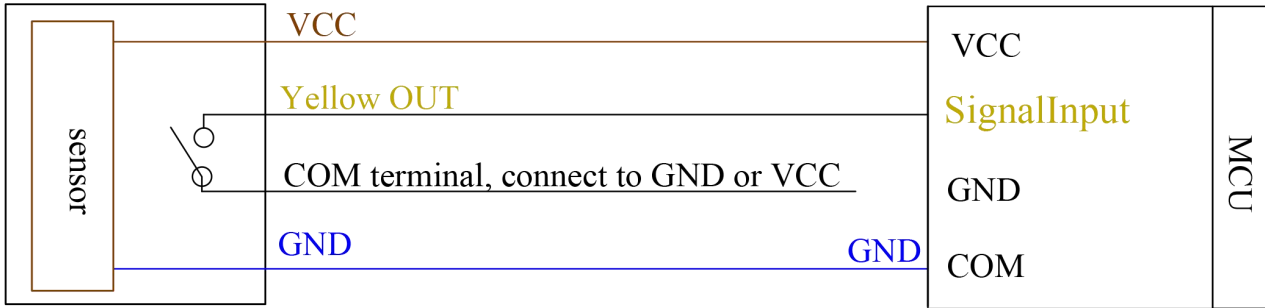 VCC
VCC
Yellow OUT
SignalInput
sensor
COM terminal, connect to GND or VCC
GND
MCU
GND
GND
COM